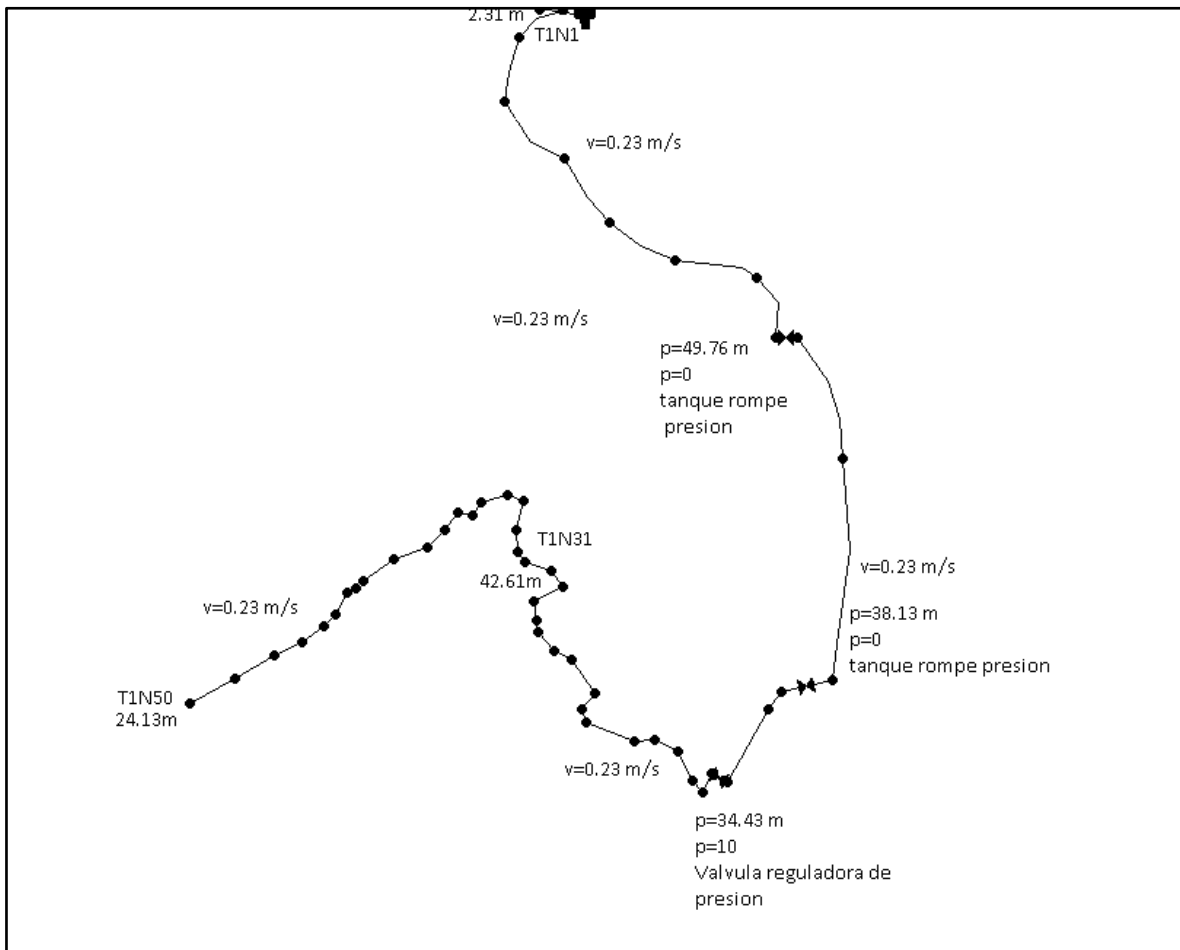 2.31 m
T1N1
v=0.23 m/s
v=0.23 m/s
p=49.76 m
p=0
tanque rompe
presion
T1N31
42.61m
v=0.23 m/s
v=0.23 m/s
p=38.13 m
p=0
tanque rompe presion
T1N50
24.13m
v=0.23 m/s
p=34.43 m
p=10
Valvula reguladora de
presion